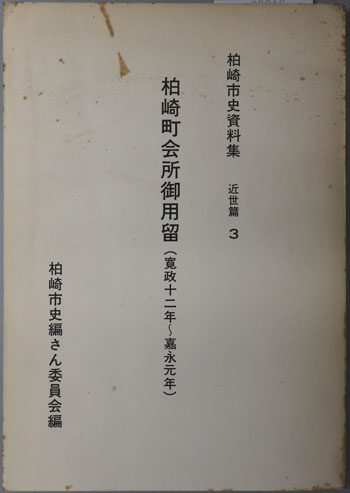 柏崎市史資料集　近世篇　3
柏崎町会所御用留(寛政十二年〜嘉永元年)
柏崎市史編さん委員会編